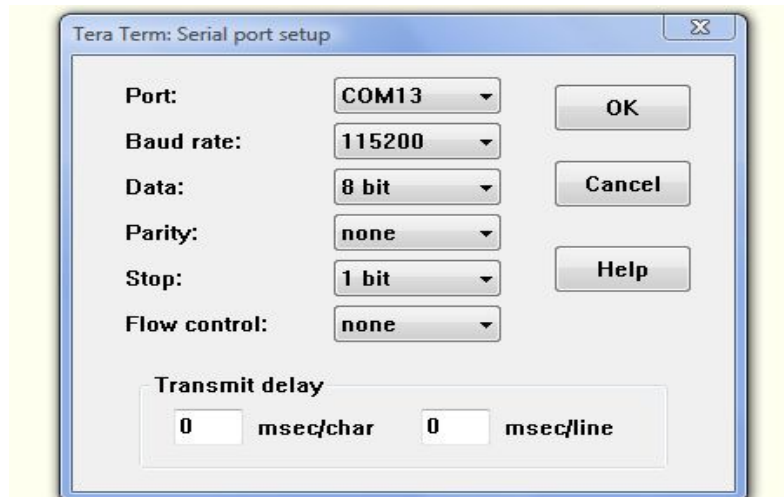 Tera Term: Serial port setup
Port: COM13 OK
Baud rate: 115200
Data: 8 bit Cancel
Parity: none
Stop: 1 bit Help
Flow control: none
Transmit delay
0 msec/char 0 msec/line